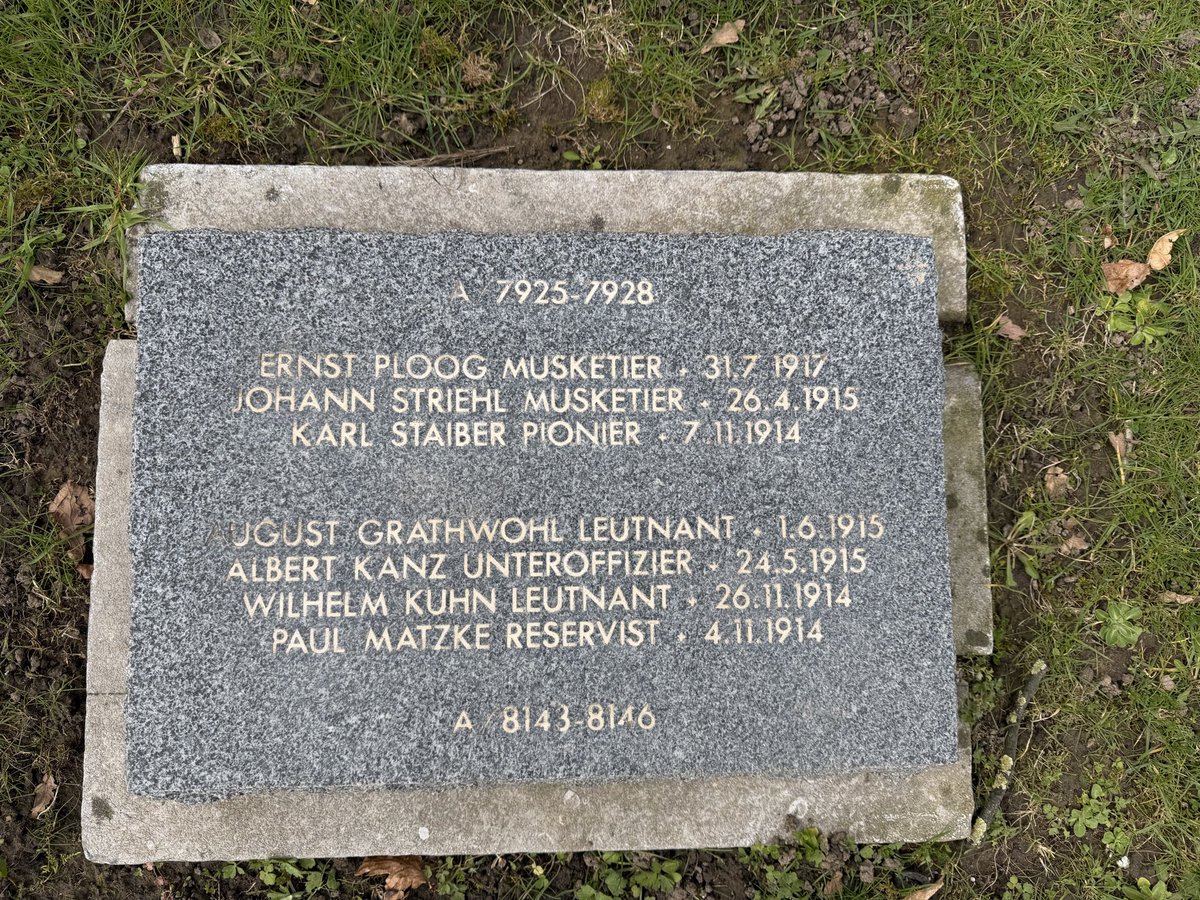 A / 7925-7928
ERNST PLOOG MUSKETIER + 31.7.1917
JOHANN STRIEHL MUSKETIER + 26.4.1915
KARL STAIBER PIONIER + 7.11.1914
AUGUST GRATHWOHL LEUTNANT + 1.6.1915
ALBERT KANZ UNTEROFFIZIER + 24.5.1915
WILHELM KUHN LEUTNANT + 26.11.1914
PAUL MATZKE RESERVIST + 4.11.1914
A / 8143-8146